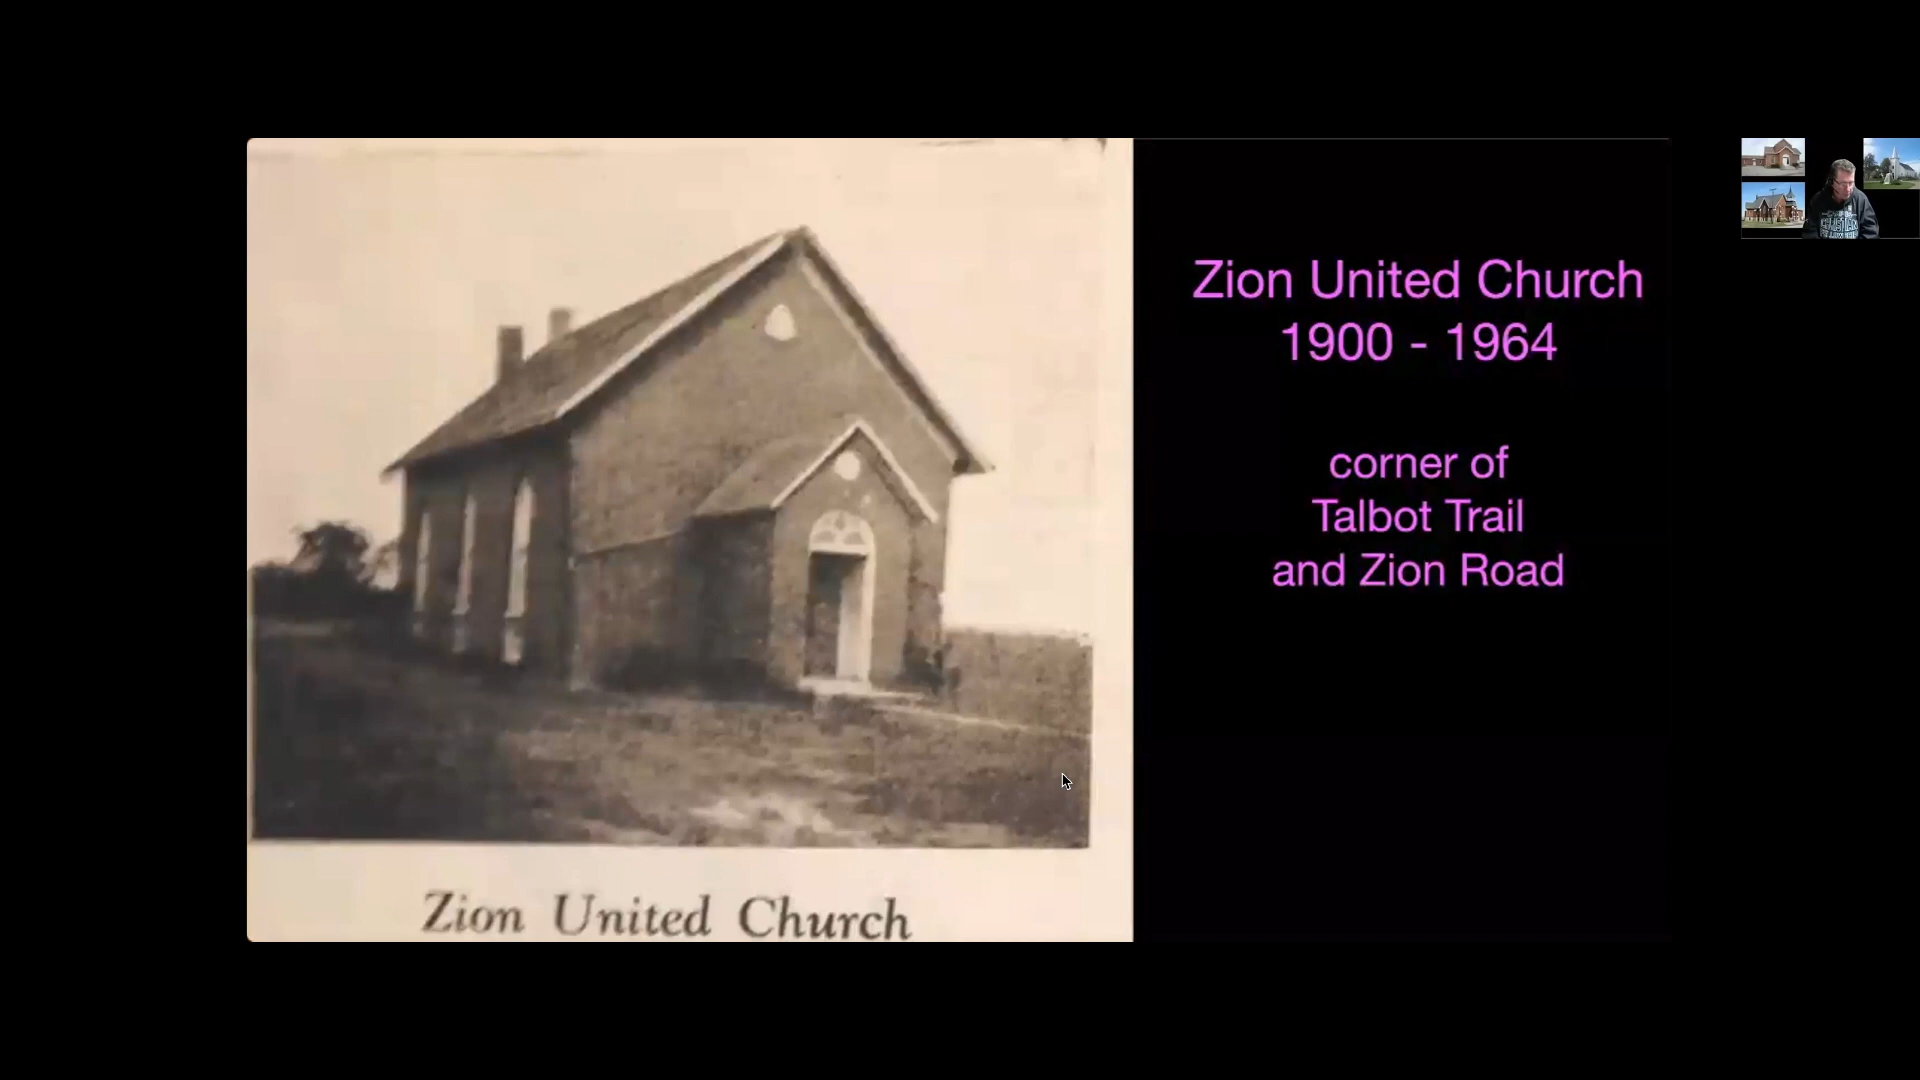 Zion United Church
1900 - 1964
corner of
Talbot Trail
and Zion Road
Zion United Church